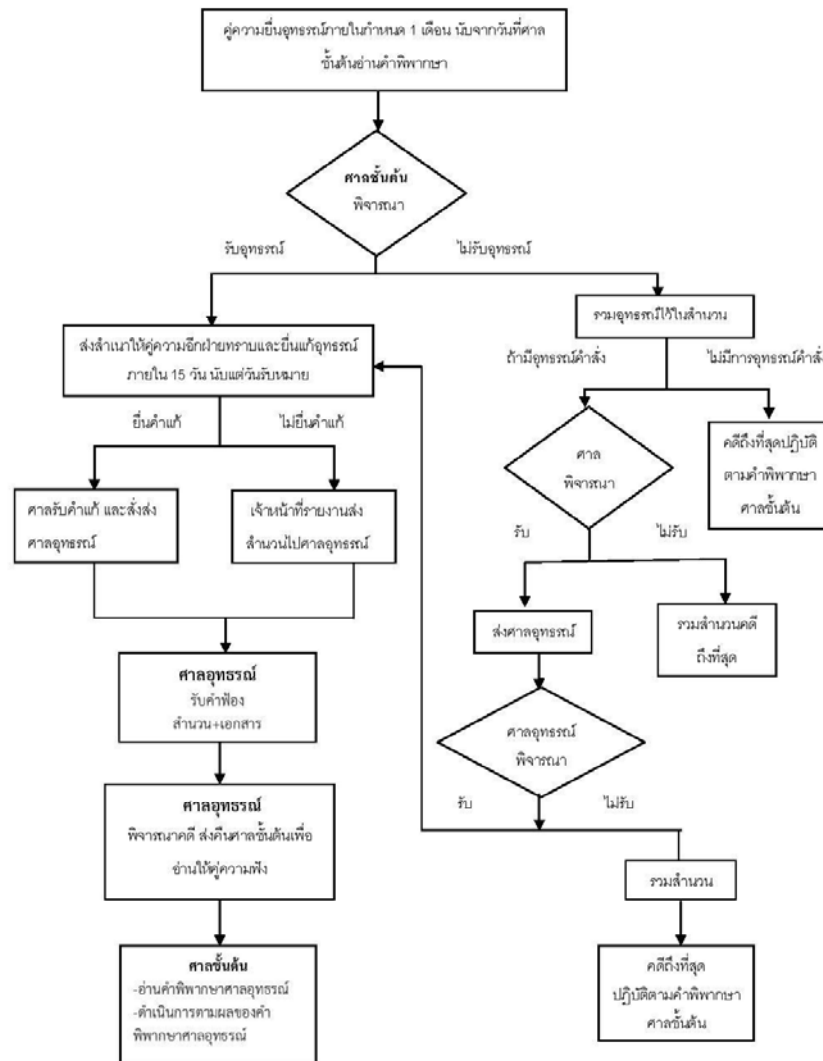 คู่ความยื่นอุทธรณ์ภายในกำหนด 1 เดือน นับจากวันที่ศาล
ชั้นต้นอ่านคำพิพากษา
ศาลชั้นต้น
พิจารณา
รับอุทธรณ์
ไม่รับอุทธรณ์
ส่งสำเนาให้คู่ความอีกฝ่ายทราบและยื่นแก้อุทธรณ์
ภายใน 15 วัน นับแต่วันรับหมาย
รวมอุทธรณ์ไว้ในสำนวน
ถ้ามีอุทธรณ์คำสั่ง
ไม่มีการอุทธรณ์คำสั่ง
ยื่นคำแก้
ไม่ยื่นคำแก้
ศาล
พิจารณา
คดีถึงที่สุดปฏิบัติ
ตามคำพิพากษา
ศาลชั้นต้น
ศาลรับคำแก้ และสั่งส่ง
ศาลอุทธรณ์
เจ้าหน้าที่รายงานส่ง
สำนวนไปศาลอุทธรณ์
รับ
ไม่รับ
ส่งศาลอุทธรณ์
รวมสำนวนคดี
ถึงที่สุด
ศาลอุทธรณ์
รับคำฟ้อง
สำนวน+เอกสาร
ศาลอุทธรณ์
พิจารณา
รับ
ไม่รับ
ศาลอุทธรณ์
พิจารณาคดี ส่งคืนศาลชั้นต้นเพื่อ
อ่านให้คู่ความฟัง
รวมสำนวน
ศาลชั้นต้น
-อ่านคำพิพากษาศาลอุทธรณ์
-ดำเนินการตามผลของคำ
พิพากษาศาลอุทธรณ์
คดีถึงที่สุด
ปฏิบัติตามคำพิพากษา
ศาลชั้นต้น